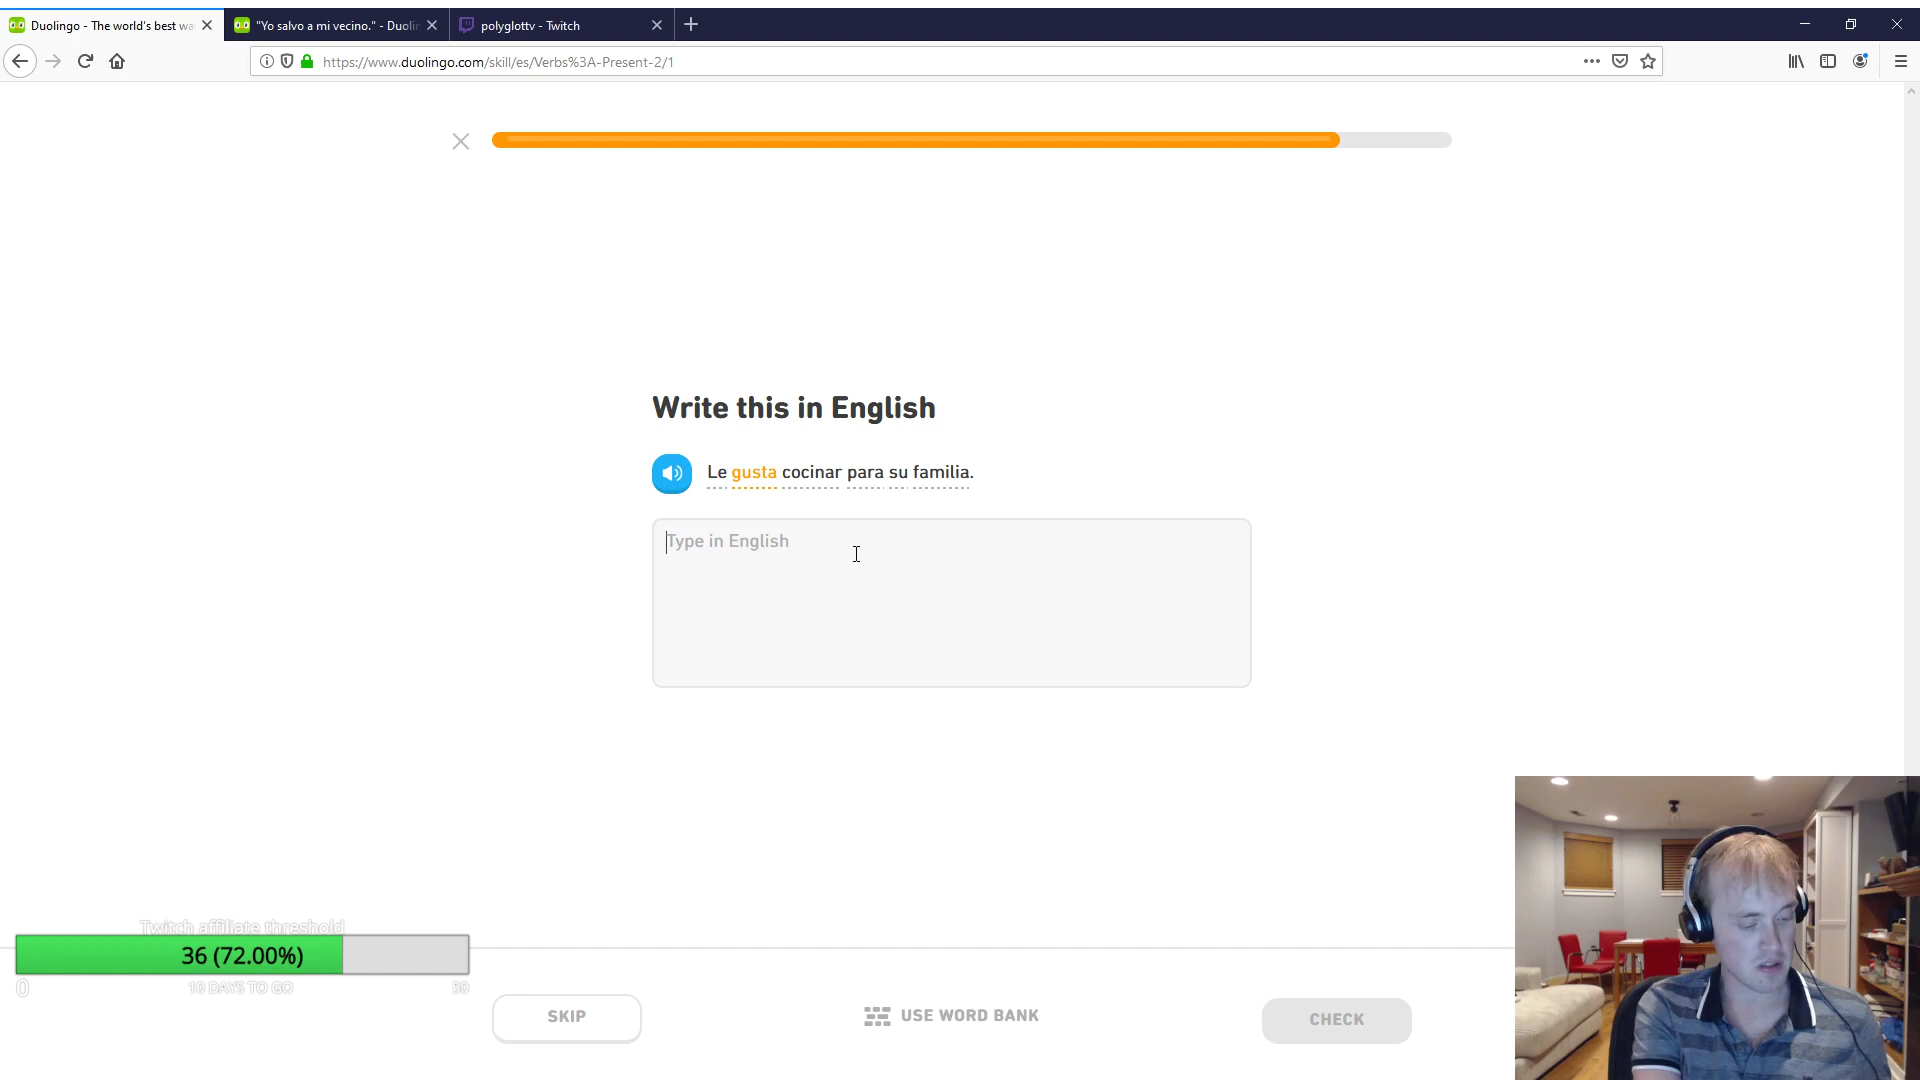 Duolingo - The world's best wa
"Yo salvo a mi vecino." - Duolin
polyglottv - Twitch
https://www.duolingo.com/skill/es/Verbs%3A-Present-2/1
Write this in English
Le gusta cocinar para su familia.
Type in English
Twitch affiliate threshold
36 (72.00%)
0
10 DAYS TO GO
50
SKIP
USE WORD BANK
CHECK